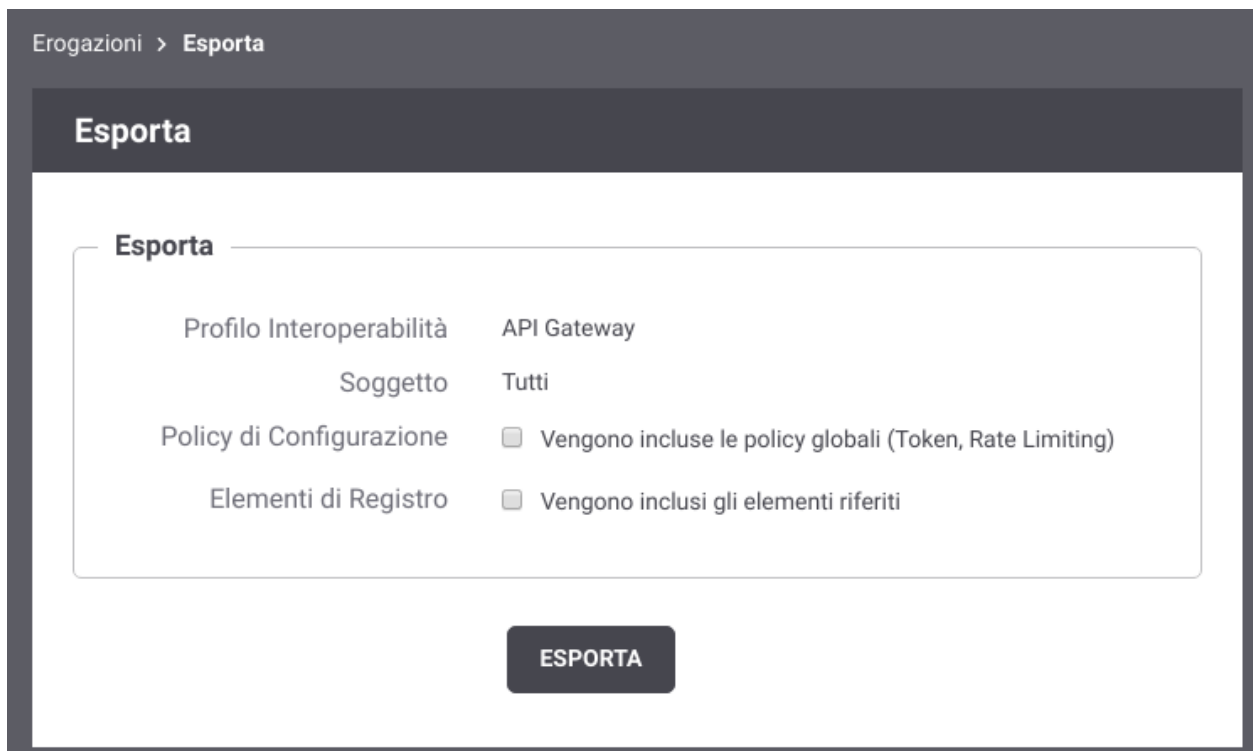 Erogazioni > Esporta
Esporta
Esporta
Profilo Interoperabilità API Gateway
Soggetto Tutti
Policy di Configurazione Vengono incluse le policy globali (Token, Rate Limiting)
Elementi di Registro Vengono inclusi gli elementi riferiti
ESPORTA